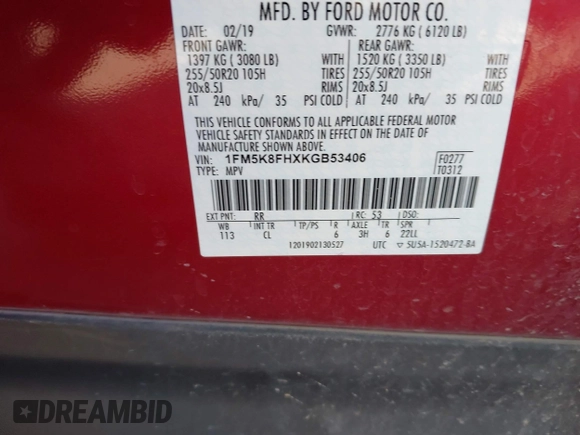 MFD. BY FORD MOTOR CO.
DATE: 02/19 GVWR: 2776 KG ( 6120 LB)
FRONT GAWR: REAR GAWR:
1397 KG ( 3080 LB) WITH 1520 KG ( 3350 LB) WITH
255/50R20 105H TIRES 255/50R20 105H TIRES
20x8.5J RIMS 20x8.5J RIMS
AT 240 kPa/ 35 PSI COLD AT 240 kPa/ 35 PSI COLD
THIS VEHICLE CONFORMS TO ALL APPLICABLE FEDERAL MOTOR
VEHICLE SAFETY STANDARDS IN EFFECT ON THE DATE OF
MANUFACTURE SHOWN ABOVE.
VIN: 1FM5K8FHXKGB53406 F0277
TYPE: MPV T0312
EXT PNT: RR RC: 53 DSO:
WB INT TR TP/PS R AXLE TR SPR
113 CL 6 3H 6 22LL
1201902130527 UTC ▽ 5U5A-1520472-BA
DREAMBID